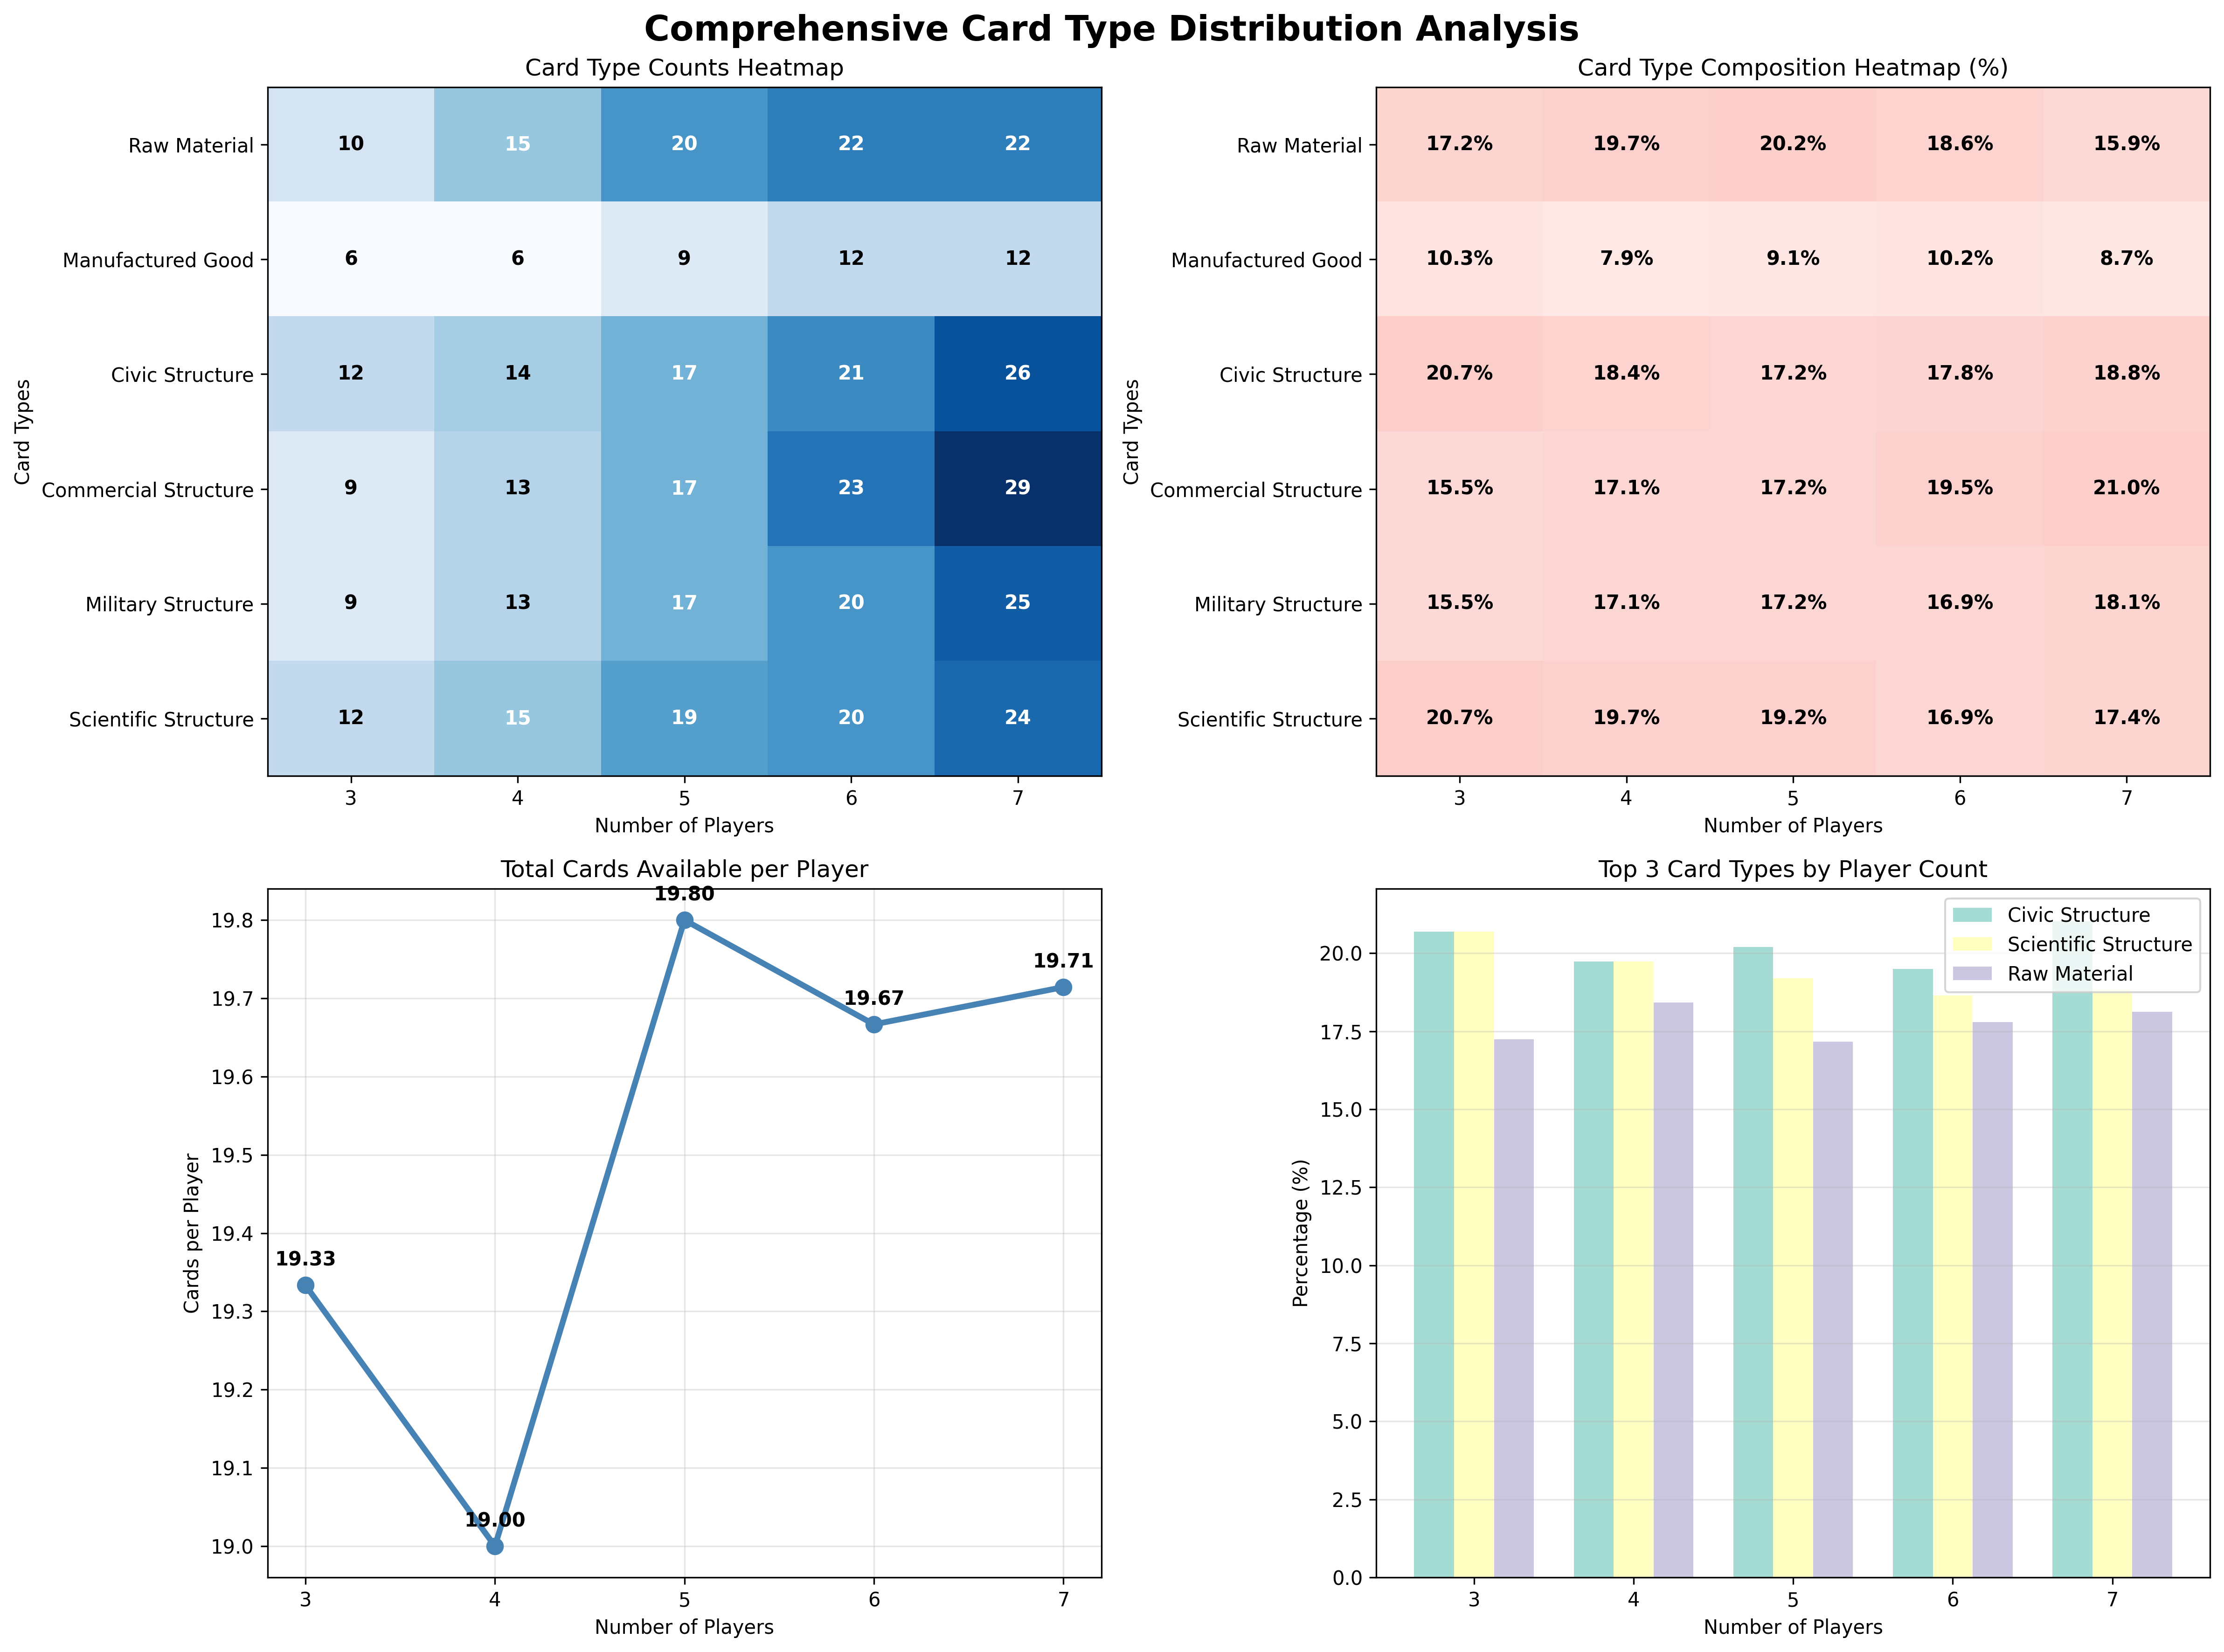 Comprehensive Card Type Distribution Analysis
Card Type Counts Heatmap
Card Types
Raw Material 10 15 20 22 22
Manufactured Good 6 6 9 12 12
Civic Structure 12 14 17 21 26
Commercial Structure 9 13 17 23 29
Military Structure 9 13 17 20 25
Scientific Structure 12 15 19 20 24
3 4 5 6 7
Number of Players
Card Type Composition Heatmap (%)
Card Types
Raw Material 17.2% 19.7% 20.2% 18.6% 15.9%
Manufactured Good 10.3% 7.9% 9.1% 10.2% 8.7%
Civic Structure 20.7% 18.4% 17.2% 17.8% 18.8%
Commercial Structure 15.5% 17.1% 17.2% 19.5% 21.0%
Military Structure 15.5% 17.1% 17.2% 16.9% 18.1%
Scientific Structure 20.7% 19.7% 19.2% 16.9% 17.4%
3 4 5 6 7
Number of Players
Total Cards Available per Player
Cards per Player
19.8
19.7
19.6
19.5
19.4
19.3
19.2
19.1
19.0
19.33
19.00
19.80
19.67
19.71
3 4 5 6 7
Number of Players
Top 3 Card Types by Player Count
Percentage (%)
20.0
17.5
15.0
12.5
10.0
7.5
5.0
2.5
0.0
Civic Structure
Scientific Structure
Raw Material
3 4 5 6 7
Number of Players